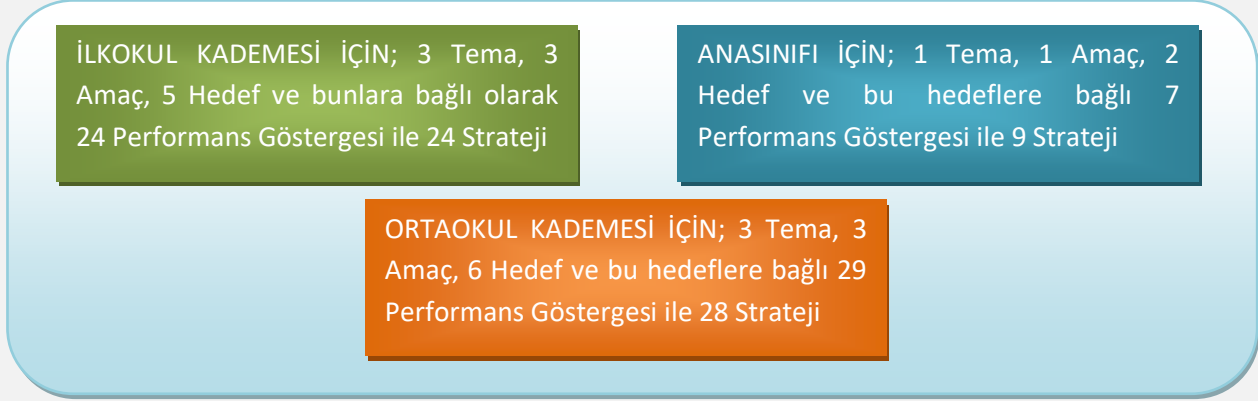 İLKOKUL KADEMESİ İÇİN; 3 Tema, 3
Amaç, 5 Hedef ve bunlara bağlı olarak
24 Performans Göstergesi ile 24 Strateji
ANASINIFI İÇİN; 1 Tema, 1 Amaç, 2
Hedef ve bu hedeflere bağlı 7
Performans Göstergesi ile 9 Strateji
ORTAOKUL KADEMESİ İÇİN; 3 Tema, 3
Amaç, 6 Hedef ve bu hedeflere bağlı 29
Performans Göstergesi ile 28 Strateji